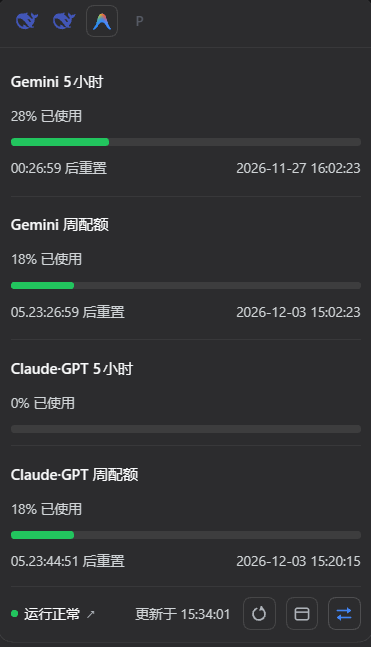 P
Gemini 5小时
28% 已使用
00:26:59 后重置 2026-11-27 16:02:23
Gemini 周配额
18% 已使用
05.23:26:59 后重置 2026-12-03 15:02:23
Claude·GPT 5小时
0% 已使用
Claude·GPT 周配额
18% 已使用
05.23:44:51 后重置 2026-12-03 15:20:15
运行正常 ↗ 更新于 15:34:01